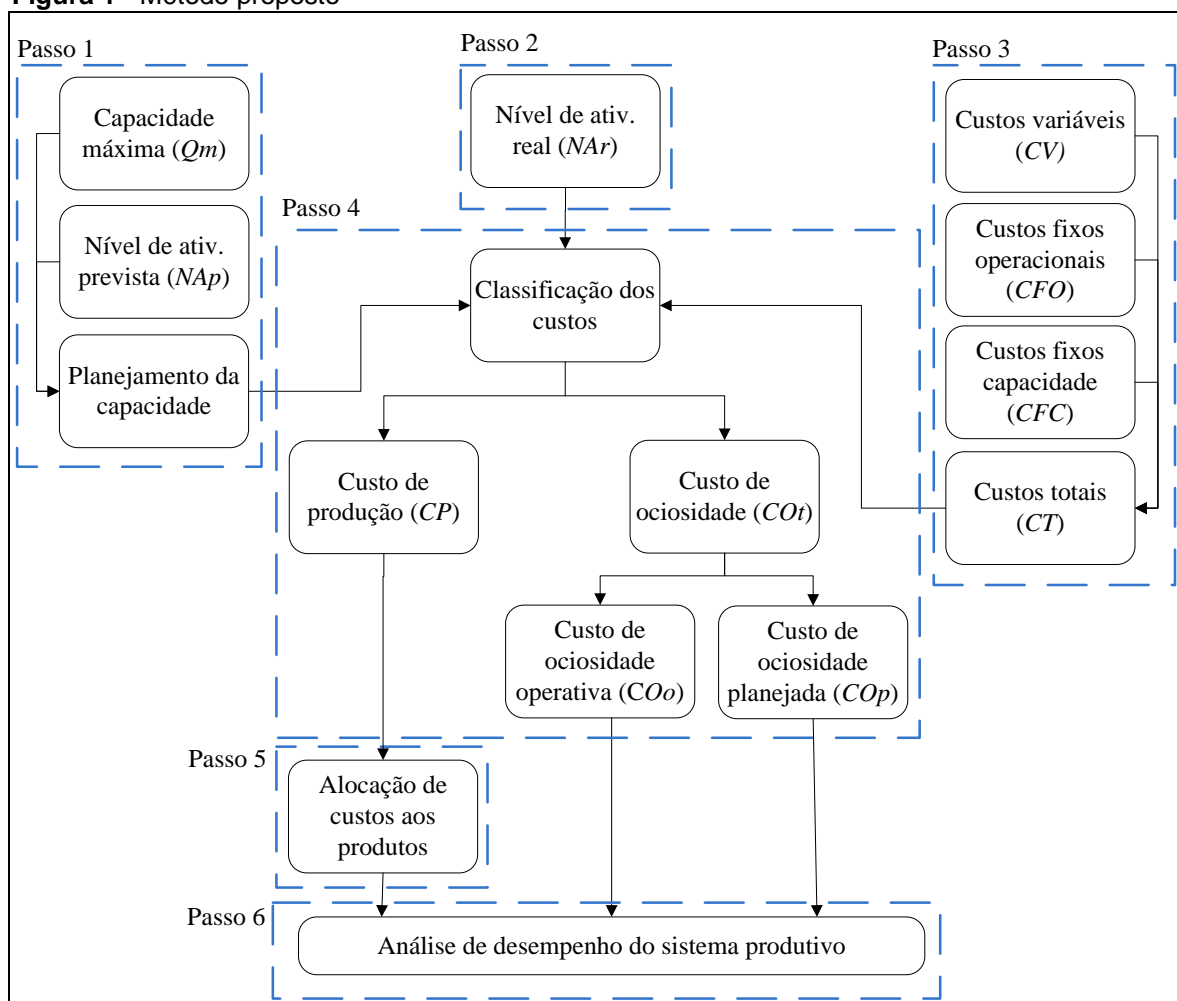 Figura 1 - Método proposto
Passo 1
Capacidade
máxima (Qm)
Nível de ativ.
prevista (NAp)
Planejamento da
capacidade
Passo 2
Nível de ativ.
real (NAr)
Passo 3
Custos variáveis
(CV)
Custos fixos
operacionais
(CFO)
Custos fixos
capacidade
(CFC)
Custos totais
(CT)
Passo 4
Classificação dos
custos
Custo de
produção (CP)
Custo de
ociosidade (COt)
Custo de
ociosidade
operativa (COo)
Custo de
ociosidade
planejada (COp)
Passo 5
Alocação de
custos aos
produtos
Passo 6
Análise de desempenho do sistema produtivo